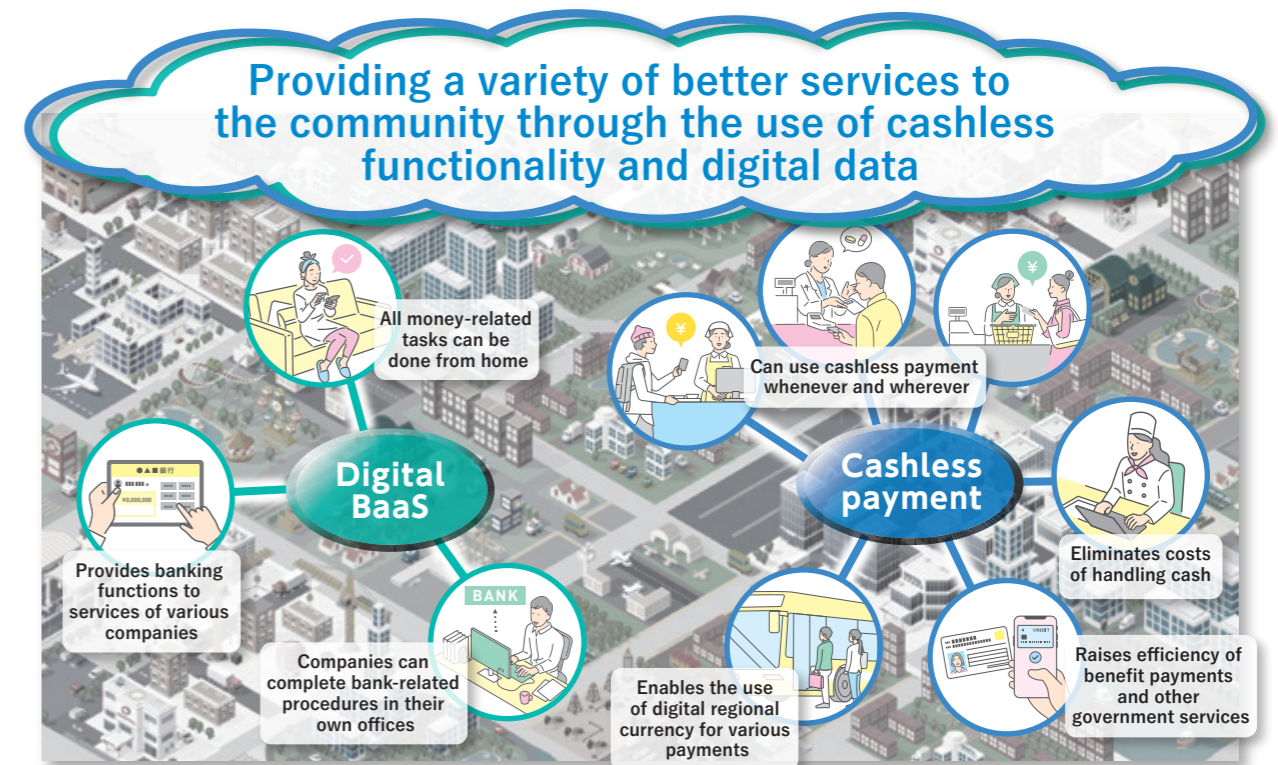 Providing a variety of better services to
the community through the use of cashless
functionality and digital data
All money-related
tasks can be
done from home
Can use cashless payment
whenever and wherever
Digital
BaaS
Cashless
payment
●▲■銀行
¥0,000,000
Provides banking
functions to
services of various
companies
BANK
Companies can
complete bank-related
procedures in their
own offices
Enables the use
of digital regional
currency for various
payments
Eliminates costs
of handling cash
CREDIT
Raises efficiency of
benefit payments
and other
government services
¥
¥